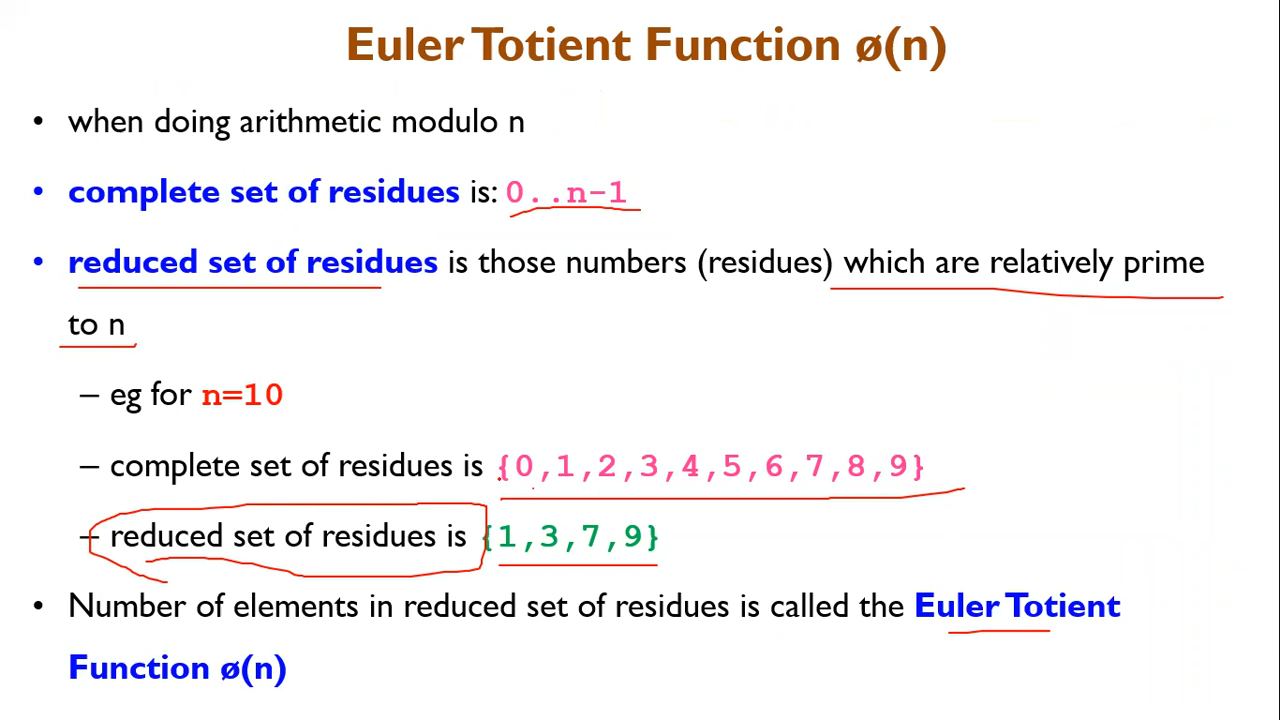 Euler Totient Function ø(n)
• when doing arithmetic modulo n
• complete set of residues is: 0..n-1
• reduced set of residues is those numbers (residues) which are relatively prime
to n
– eg for n=10
– complete set of residues is {0,1,2,3,4,5,6,7,8,9}
– reduced set of residues is {1,3,7,9}
• Number of elements in reduced set of residues is called the Euler Totient
Function ø(n)